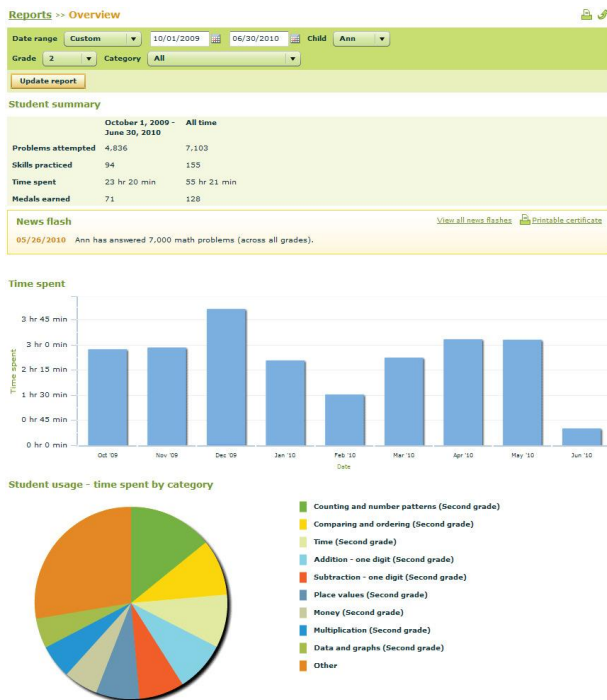 Reports >> Overview
Date range Custom 10/01/2009 06/30/2010 Child Ann
Grade 2 Category All
Update report
Student summary
October 1, 2009 - All time
June 30, 2010
Problems attempted 4,836 7,103
Skills practiced 94 155
Time spent 23 hr 20 min 55 hr 21 min
Medals earned 71 128
News flash View all news flashes Printable certificate
05/26/2010 Ann has answered 7,000 math problems (across all grades).
Time spent
3 hr 45 min
3 hr 0 min
2 hr 15 min
1 hr 30 min
0 hr 45 min
0 hr 0 min
Time spent
Oct '09 Nov '09 Dec '09 Jan '10 Feb '10 Mar '10 Apr '10 May '10 Jun '10
Date
Student usage - time spent by category
Counting and number patterns (Second grade)
Comparing and ordering (Second grade)
Time (Second grade)
Addition - one digit (Second grade)
Subtraction - one digit (Second grade)
Place values (Second grade)
Money (Second grade)
Multiplication (Second grade)
Data and graphs (Second grade)
Other